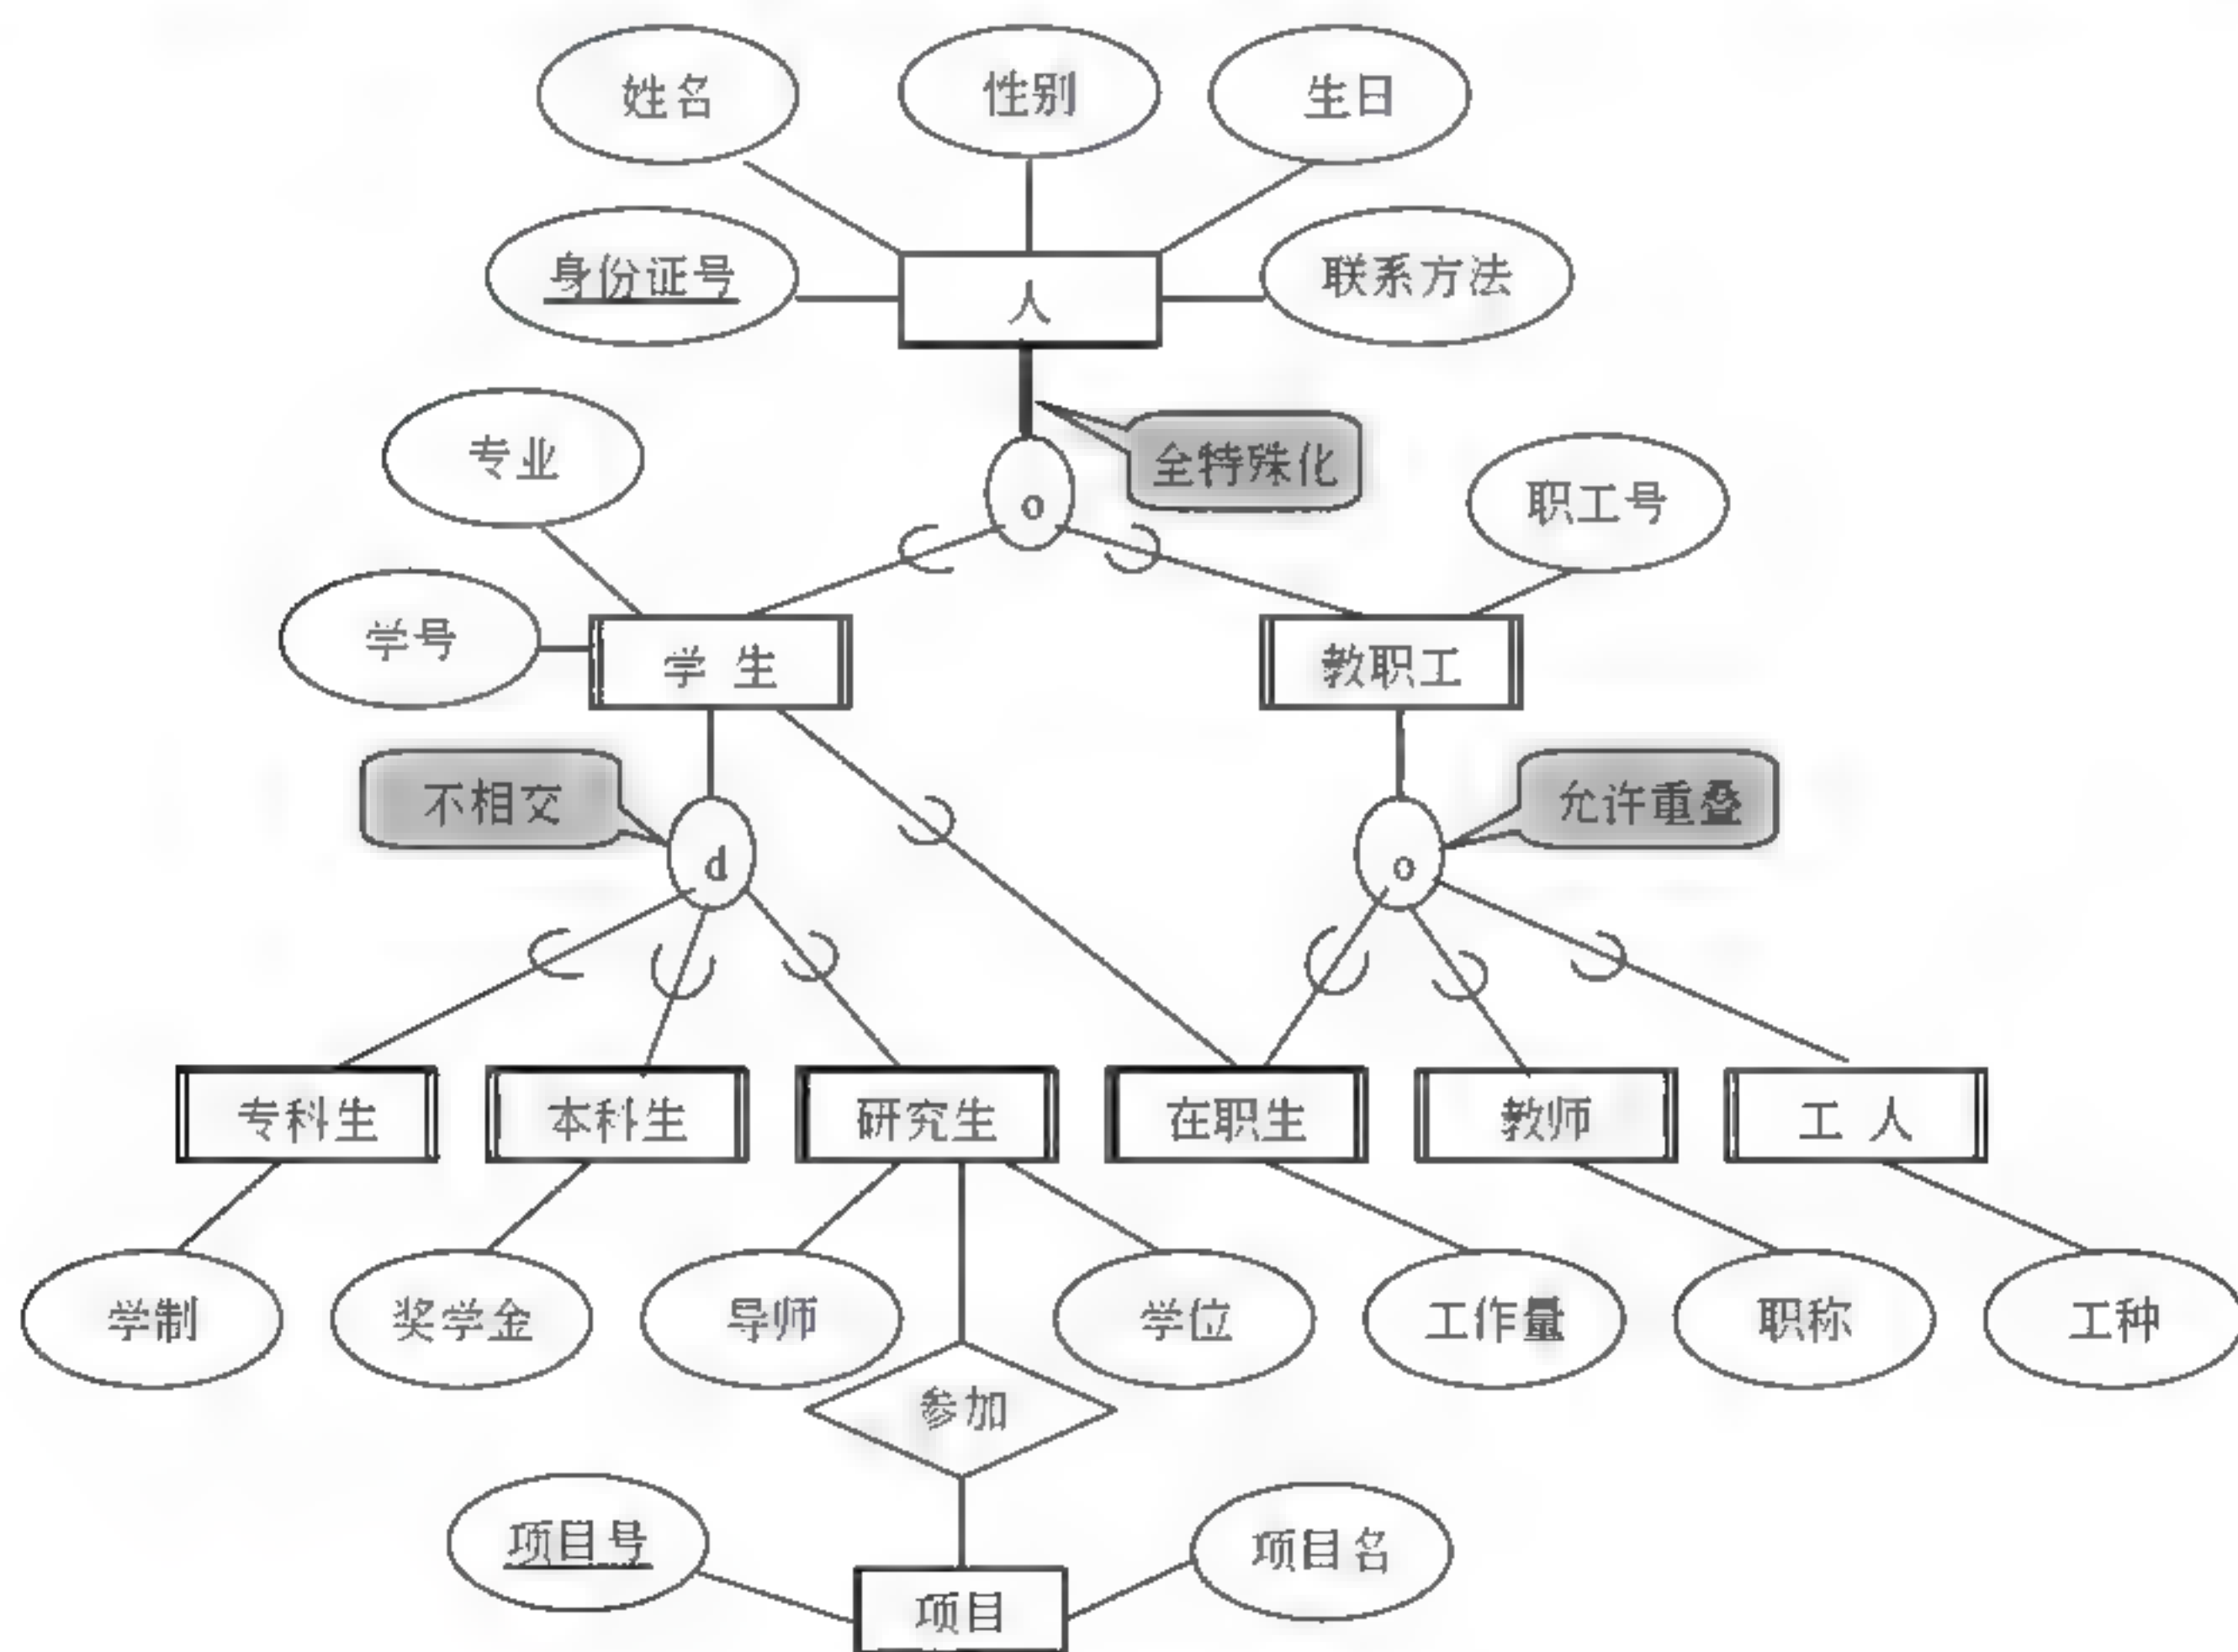 姓名
性别
生日
身份证号
人
联系方法
专业
全特殊化
o
职工号
学号
学 生
教职工
不相交
d
o
允许重叠
专科生
本科生
研究生
在职生
教师
工 人
学制
奖学金
导师
学位
工作量
职称
工种
参加
项目号
项目名
项目